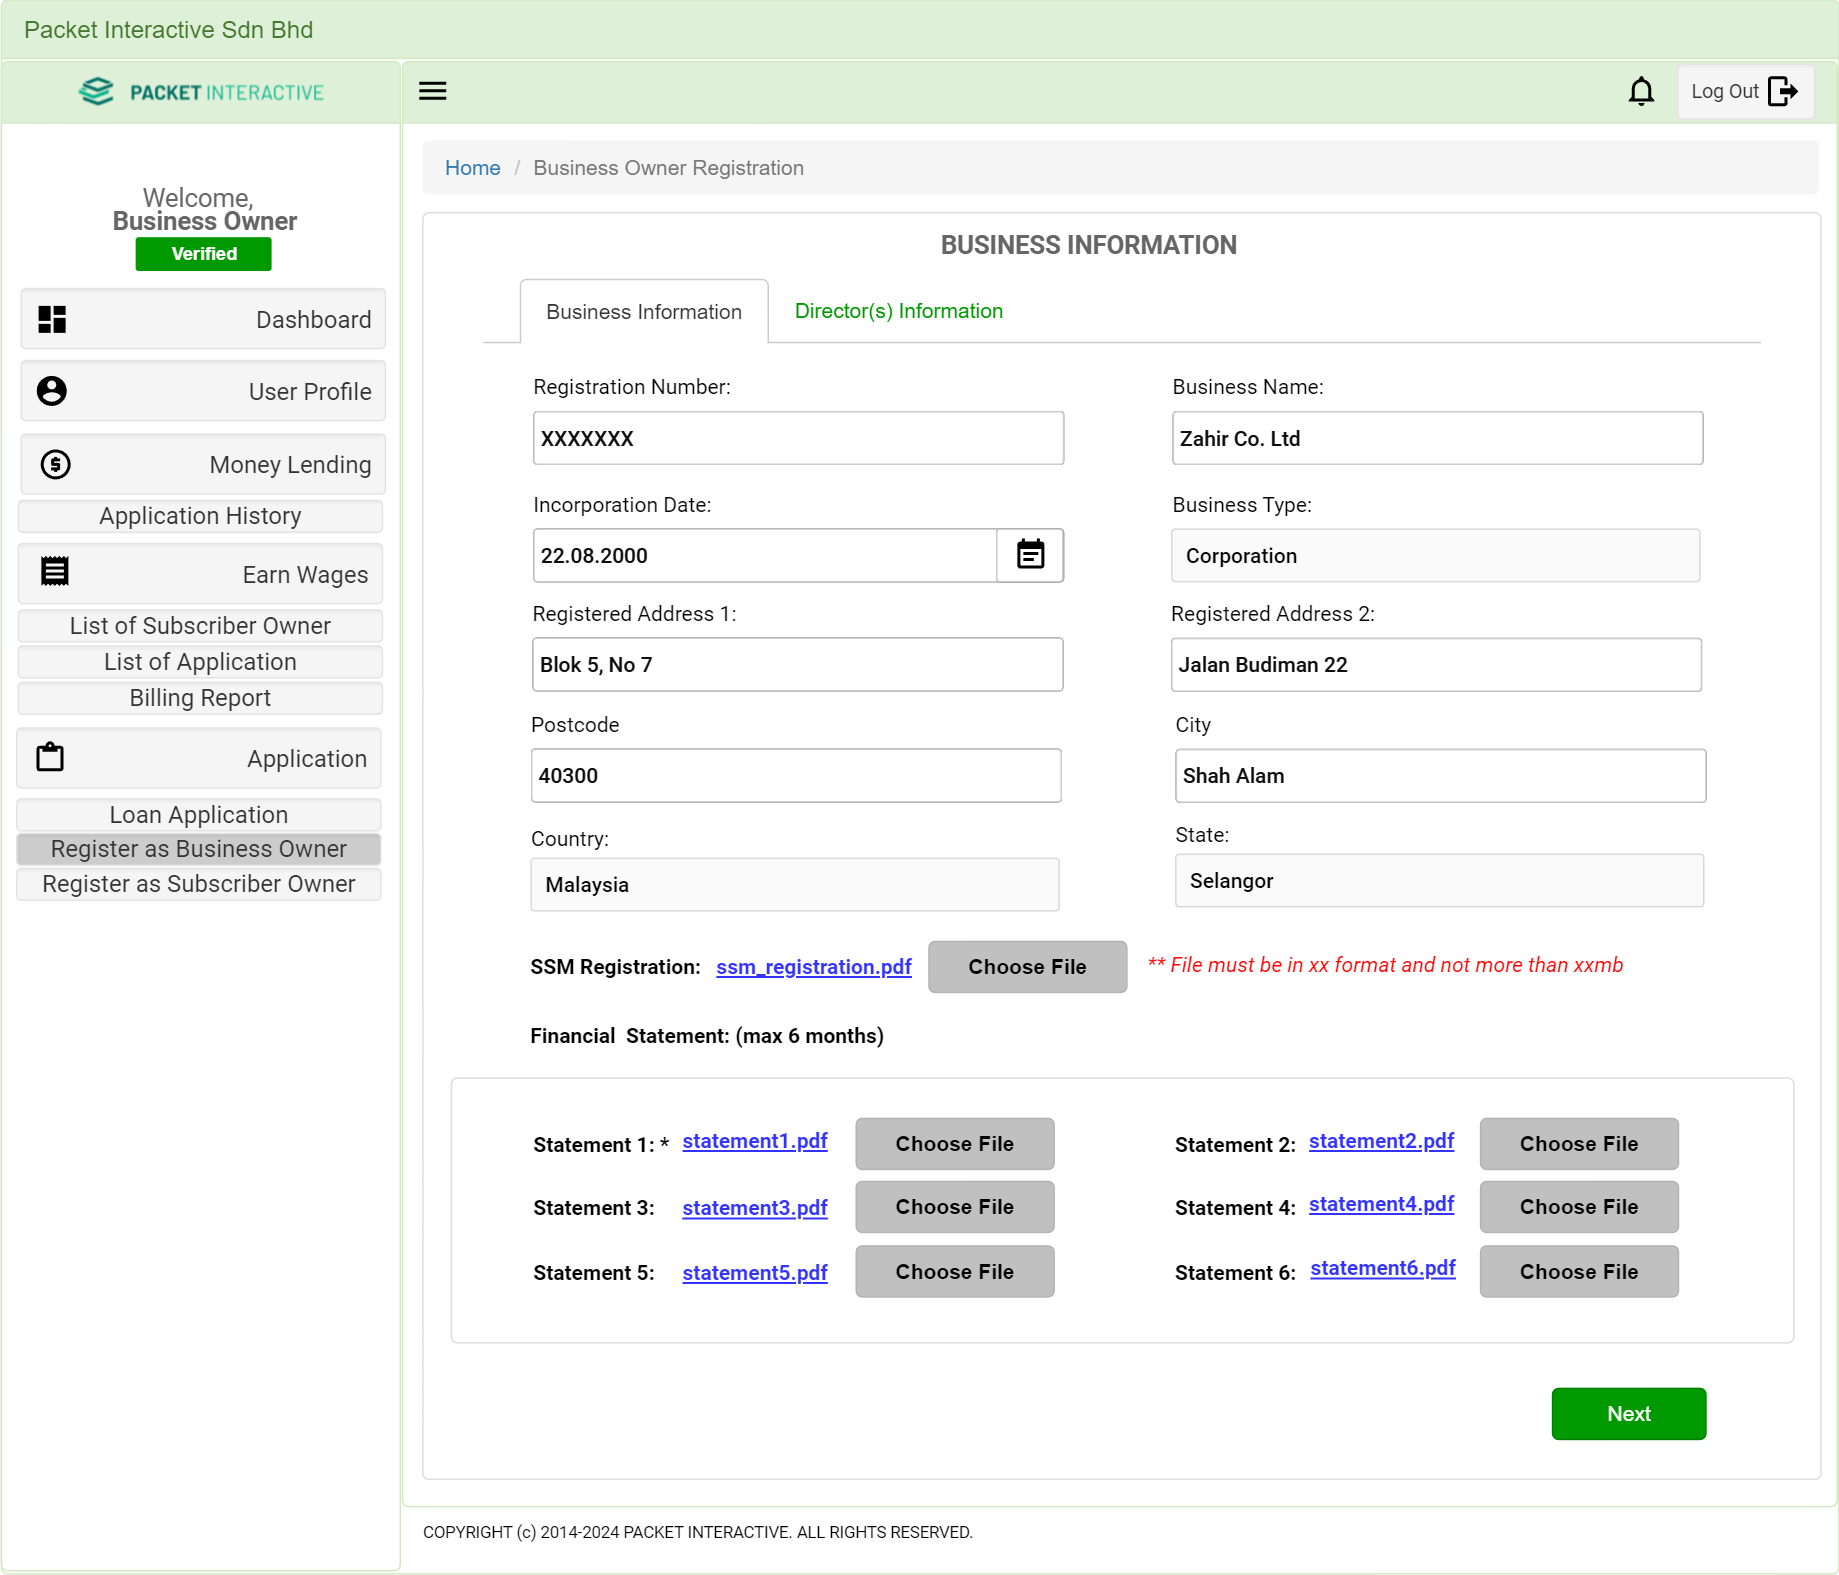 Packet Interactive Sdn Bhd
PACKET INTERACTIVE
Log Out
Welcome,
Business Owner
Verified
Dashboard
User Profile
Money Lending
Application History
Earn Wages
List of Subscriber Owner
List of Application
Billing Report
Application
Loan Application
Register as Business Owner
Register as Subscriber Owner
Home / Business Owner Registration
BUSINESS INFORMATION
Business Information
Director(s) Information
Registration Number:
XXXXXXX
Business Name:
Zahir Co. Ltd
Incorporation Date:
22.08.2000
Business Type:
Corporation
Registered Address 1:
Blok 5, No 7
Registered Address 2:
Jalan Budiman 22
Postcode
40300
City
Shah Alam
Country:
Malaysia
State:
Selangor
SSM Registration: ssm_registration.pdf Choose File ** File must be in xx format and not more than xxmb
Financial Statement: (max 6 months)
Statement 1: * statement1.pdf Choose File
Statement 2: statement2.pdf Choose File
Statement 3: statement3.pdf Choose File
Statement 4: statement4.pdf Choose File
Statement 5: statement5.pdf Choose File
Statement 6: statement6.pdf Choose File
Next
COPYRIGHT (c) 2014-2024 PACKET INTERACTIVE. ALL RIGHTS RESERVED.